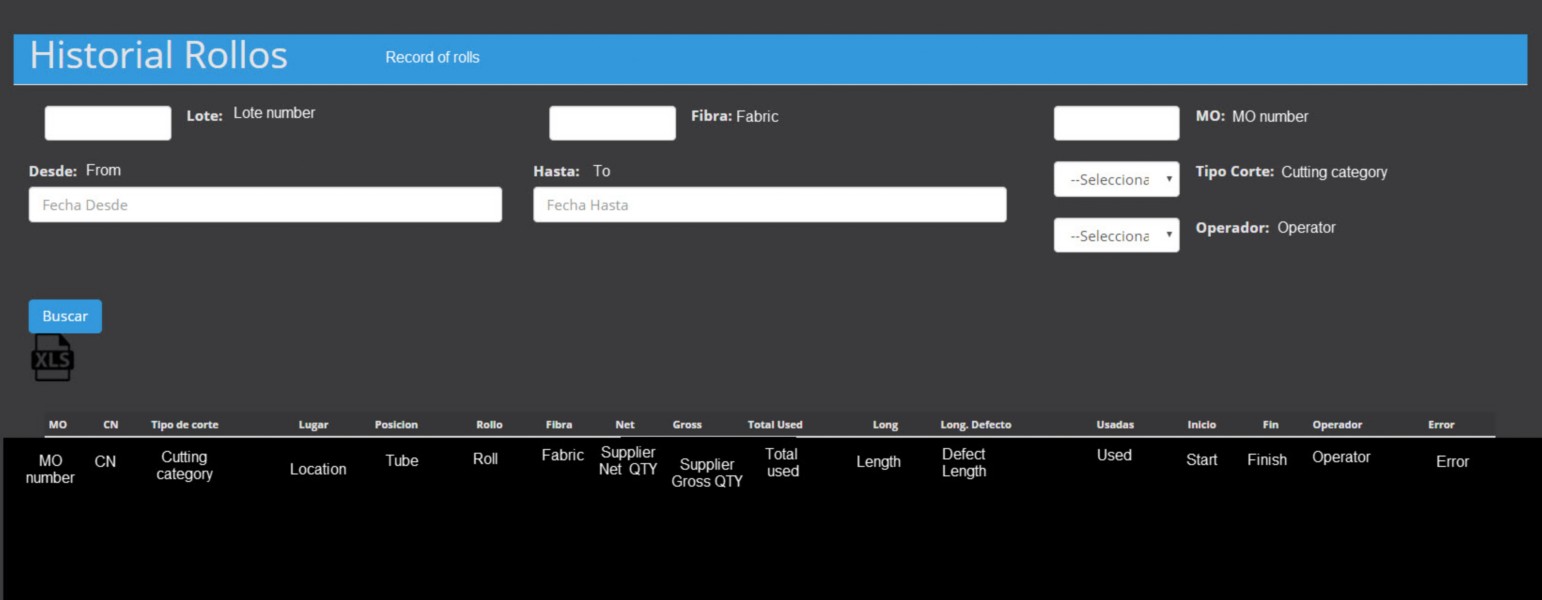 Historial Rollos Record of rolls
Lote: Lote number Fibra: Fabric MO: MO number
Desde: From Hasta: To --Selecciona Tipo Corte: Cutting category
Fecha Desde Fecha Hasta
--Selecciona Operador: Operator
Buscar
XLS
MO CN Tipo de corte Lugar Posicion Rollo Fibra Net Gross Total Used Long Long. Defecto Usadas Inicio Fin Operador Error
MO number CN Cutting category Location Tube Roll Fabric Supplier Net QTY Supplier Gross QTY Total used Length Defect Length Used Start Finish Operator Error